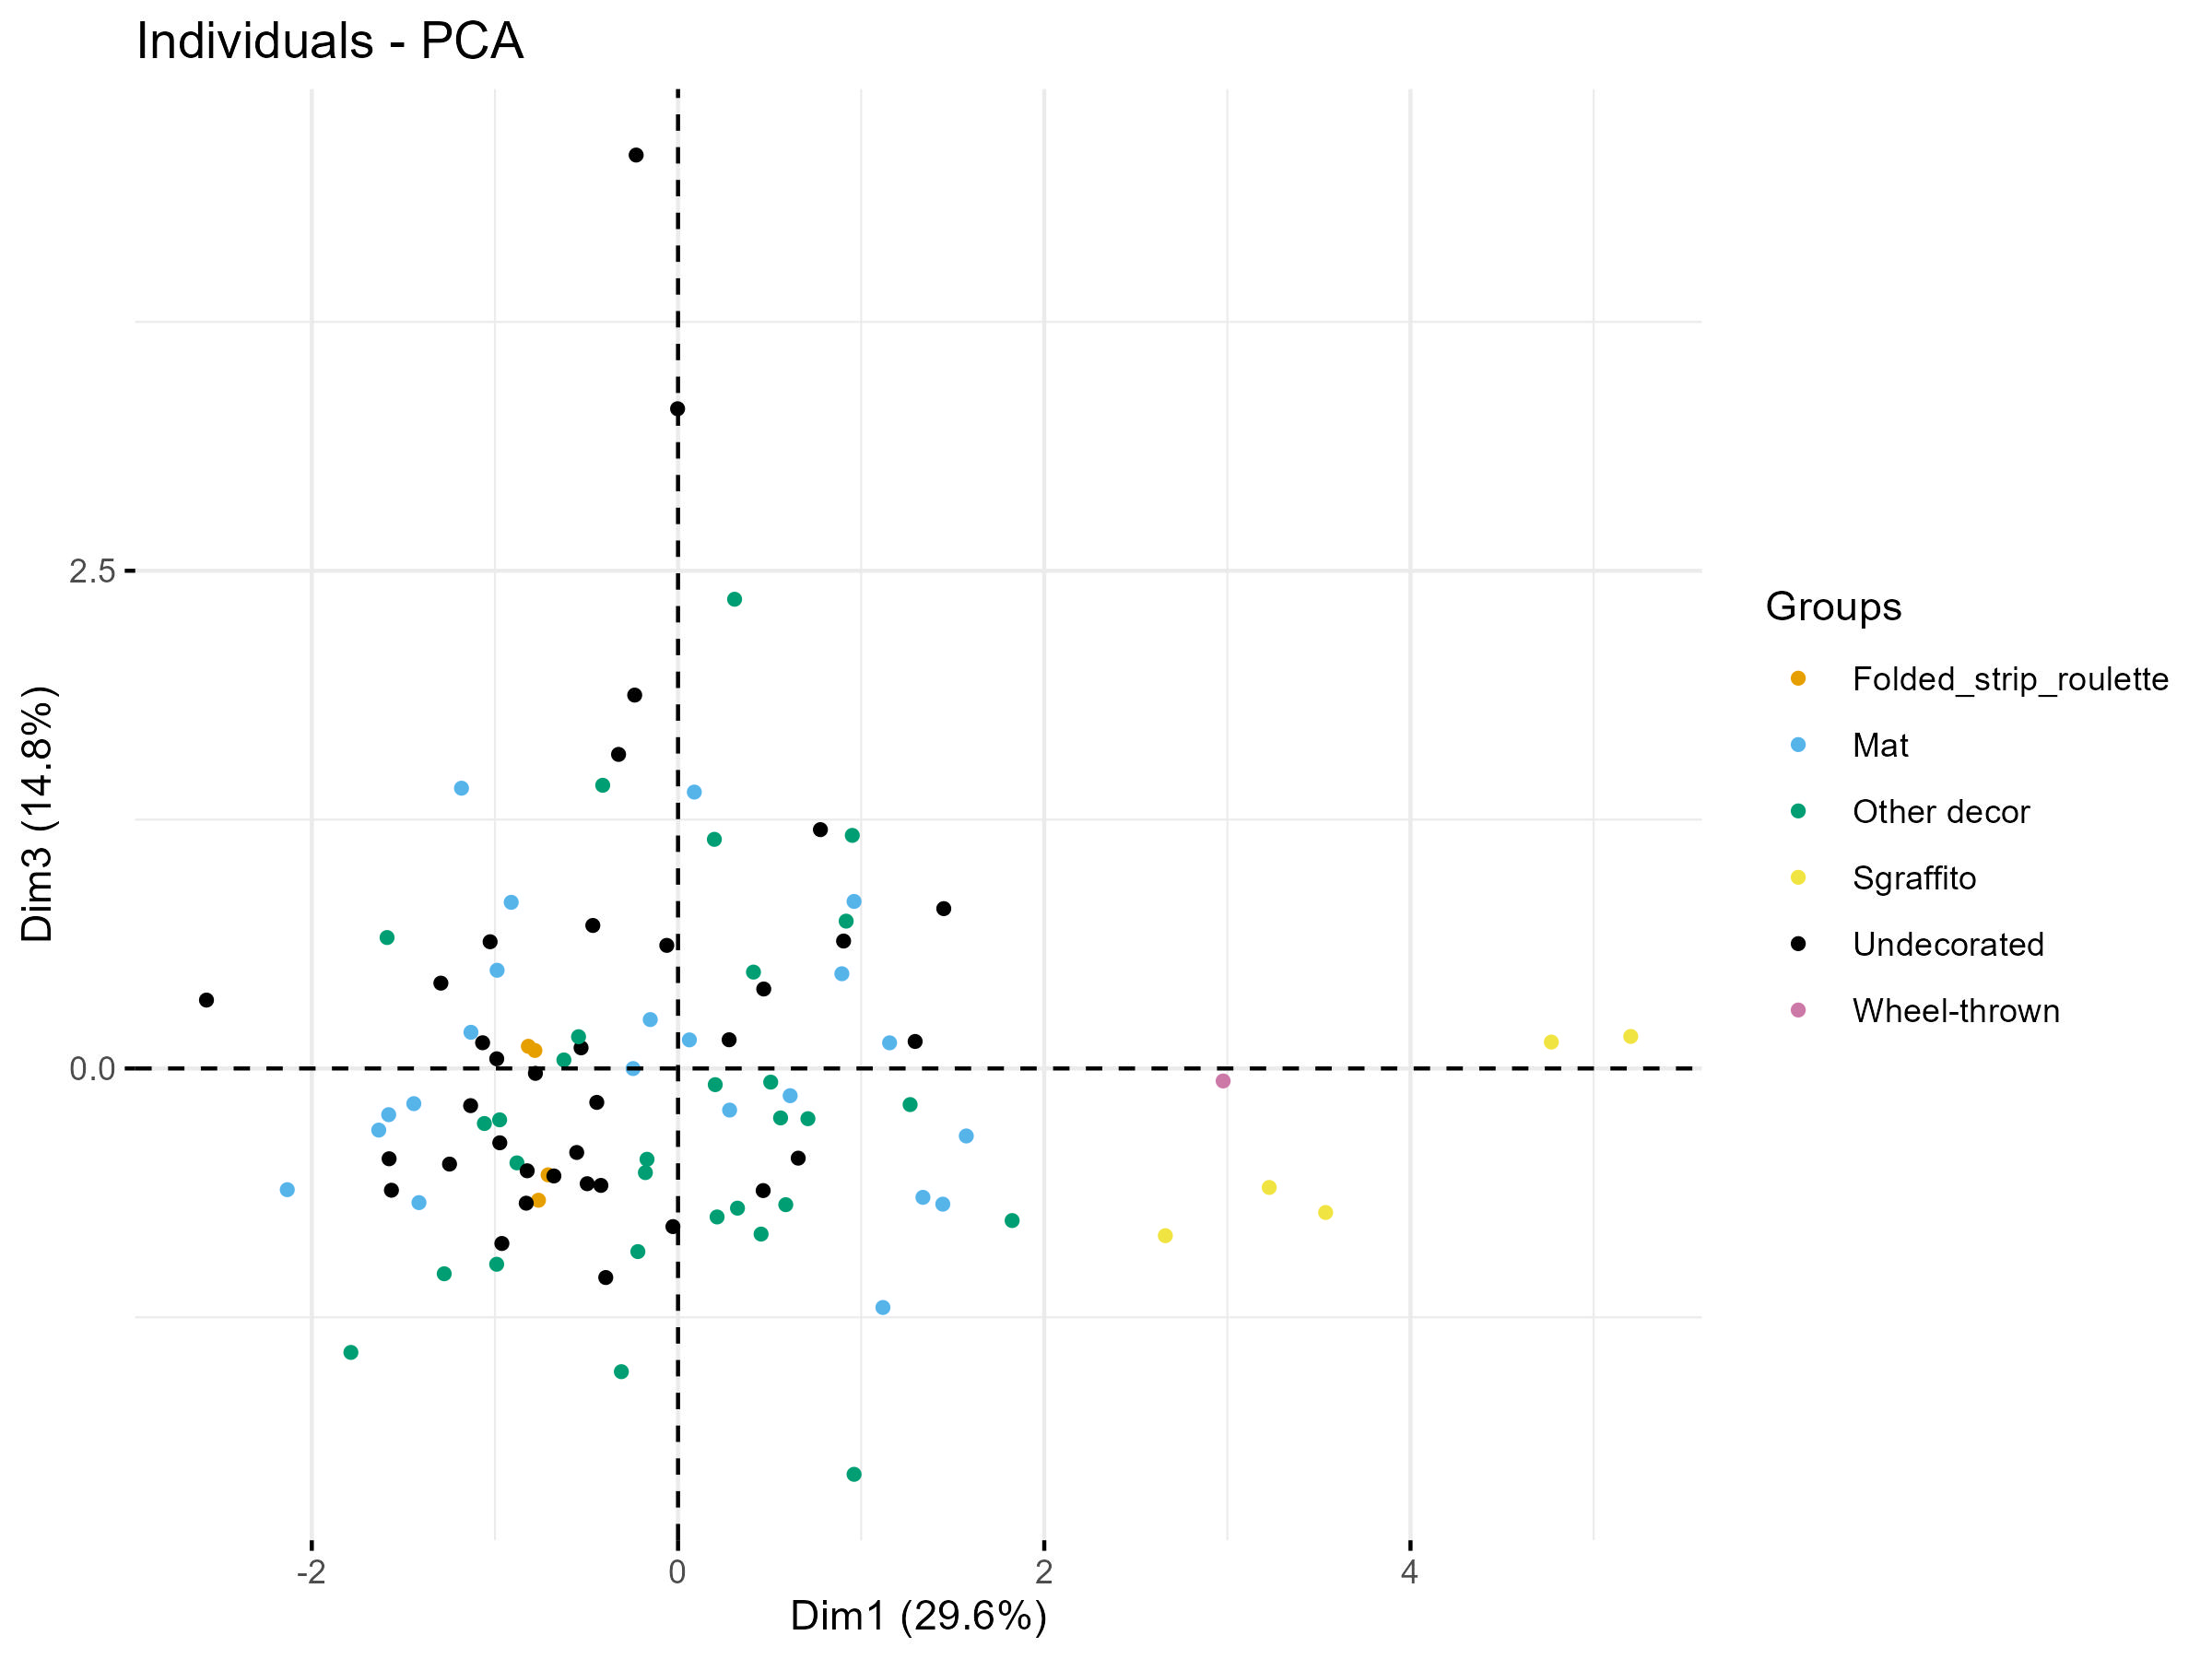 Individuals - PCA
Dim3 (14.8%)
2.5
0.0
-2
0
2
4
Dim1 (29.6%)
Groups
Folded_strip_roulette
Mat
Other decor
Sgraffito
Undecorated
Wheel-thrown